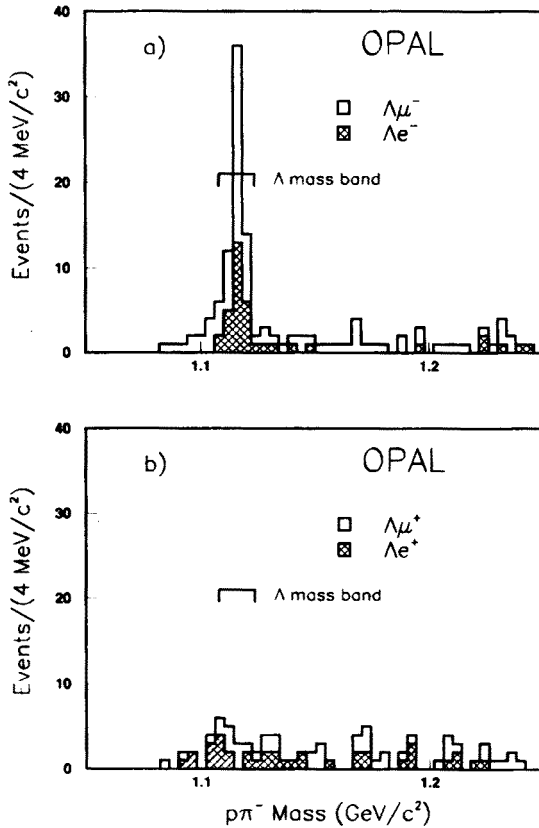 40
a)
OPAL
30
Λμ⁻
Λe⁻
20
Λ mass band
10
0
1.1
1.2
Events/(4 MeV/c²)
40
b)
OPAL
30
Λμ⁺
Λe⁺
20
Λ mass band
10
0
1.1
1.2
Events/(4 MeV/c²)
pπ⁻ Mass (GeV/c²)